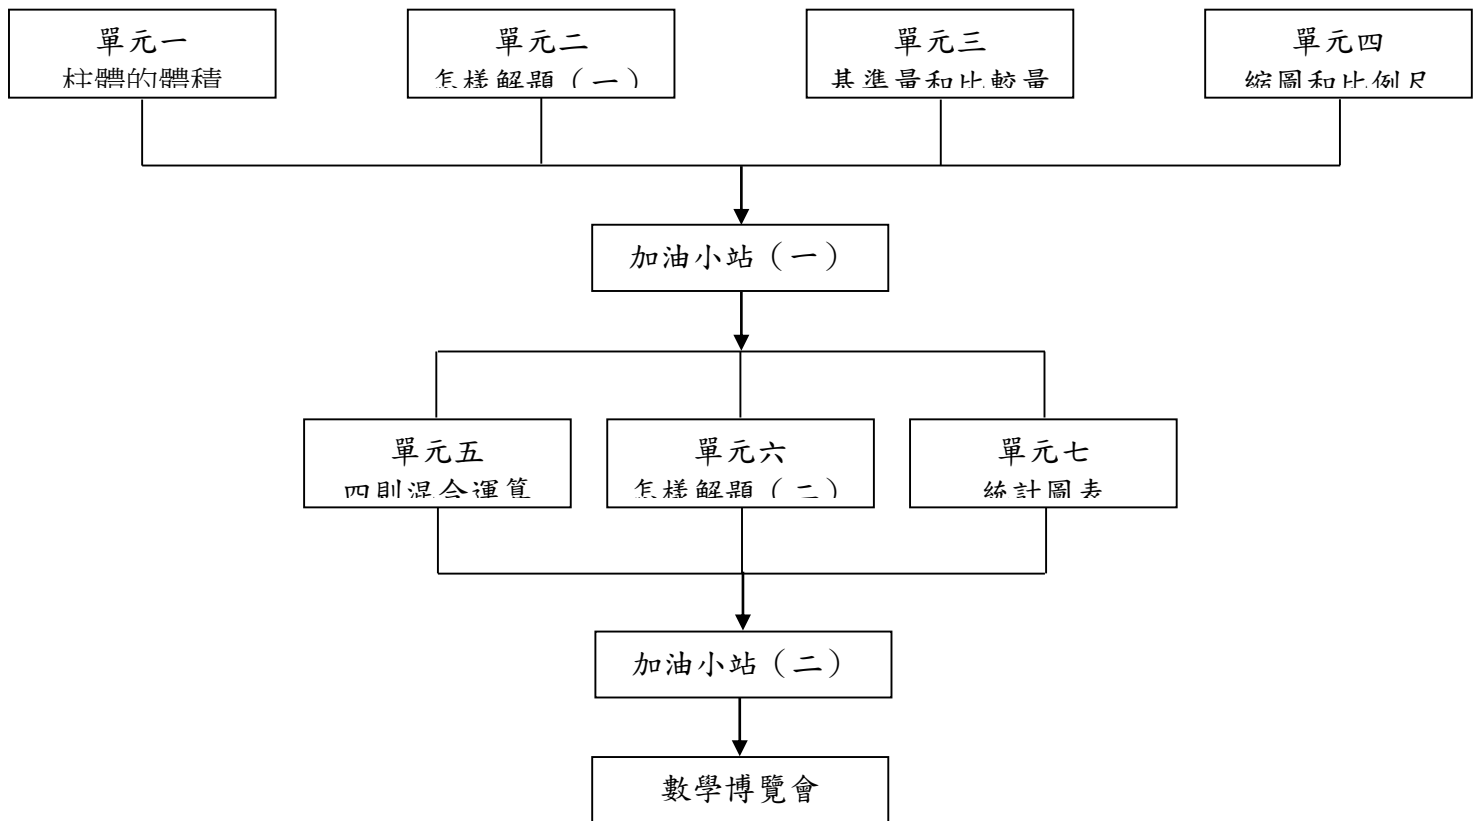 單元一
柱體的體積
單元二
怎樣解題（一）
單元三
基準量和比較量
單元四
縮圖和比例尺
加油小站（一）
單元五
四則混合運算
單元六
怎樣解題（二）
單元七
統計圖表
加油小站（二）
數學博覽會